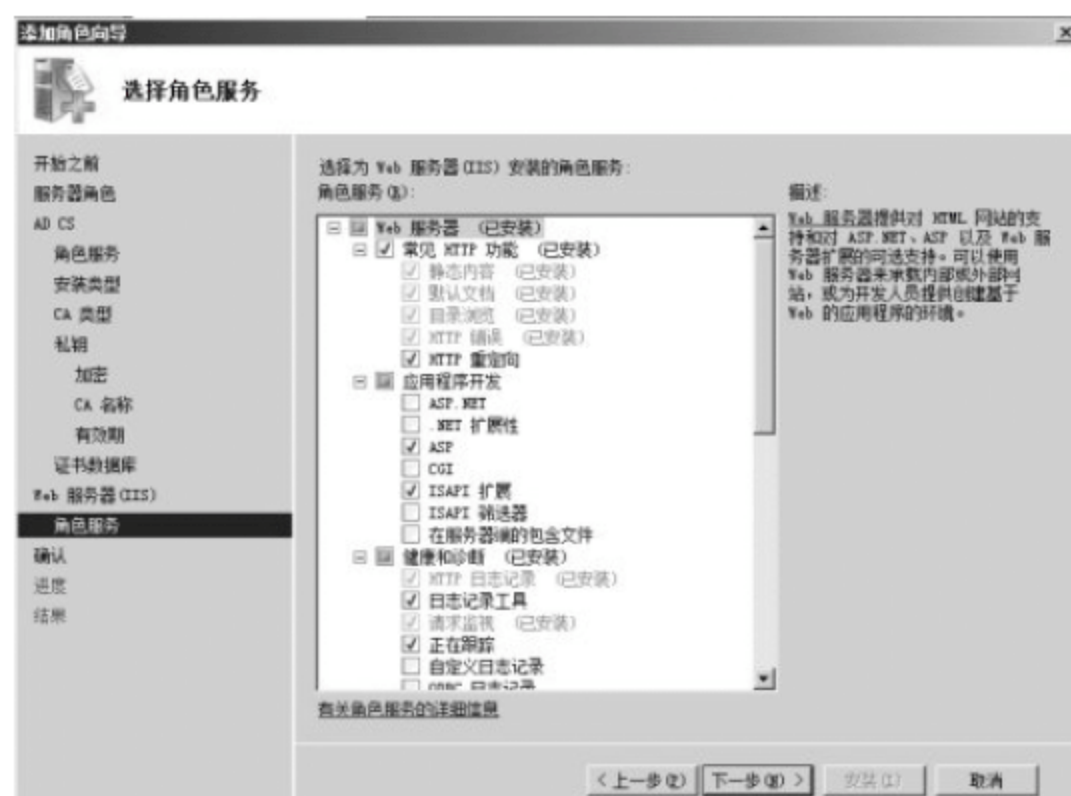 添加角色向导
选择角色服务
开始之前
服务器角色
AD CS
角色服务
安装类型
CA 类型
私钥
加密
CA 名称
有效期
证书数据库
Web 服务器(IIS)
角色服务
确认
进度
结果
选择为 Web 服务器(IIS) 安装的角色服务:
角色服务(R):
Web 服务器 (已安装)
常见 HTTP 功能 (已安装)
静态内容 (已安装)
默认文档 (已安装)
目录浏览 (已安装)
HTTP 错误 (已安装)
HTTP 重定向
应用程序开发
ASP.NET
.NET 扩展性
ASP
CGI
ISAPI 扩展
ISAPI 筛选器
在服务器端的包含文件
健康和诊断 (已安装)
HTTP 日志记录 (已安装)
日志记录工具
请求监视 (已安装)
正在跟踪
自定义日志记录
ODBC 日志记录
有关角色服务的详细信息
描述:
Web 服务器提供对 HTML 网站的支
持和对 ASP.NET、ASP 以及 Web 服
务器扩展的可选支持。可以使用
Web 服务器来承载内部或外部网
站，或为开发人员提供创建基于
Web 的应用程序的环境。
< 上一步(P)
下一步(N) >
安装(I)
取消